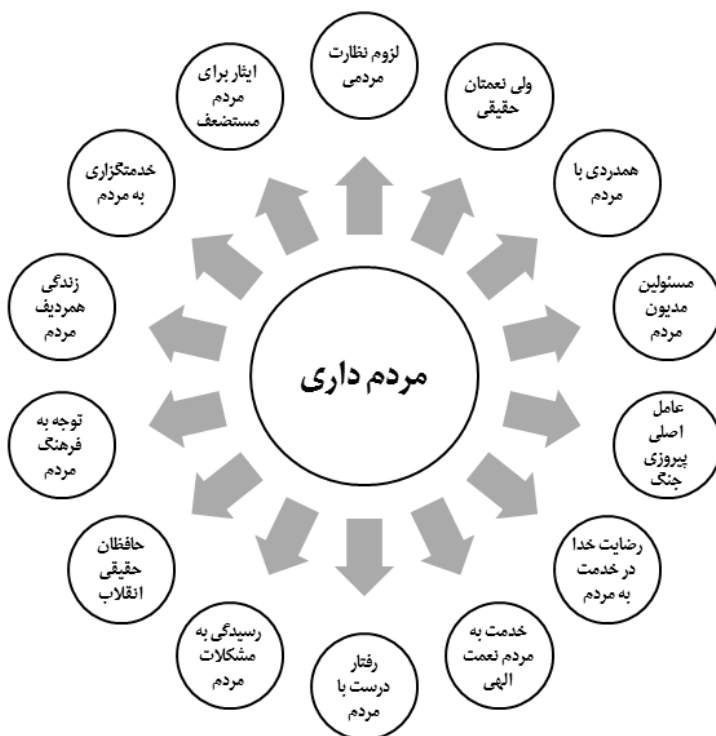 مردم داری
لزوم نظارت
مردمی
ولی نعمتان
حقیقی
همدردی با
مردم
مسئولین
مدیون
مردم
عامل
اصلی
پیروزی
جنگ
رضایت خدا
در خدمت
به مردم
خدمت به
مردم نعمت
الهی
رفتار
درست با
مردم
رسیدگی به
مشکلات
مردم
حافظان
حقیقی
انقلاب
توجه به
فرهنگ
مردم
زندگی
همردیف
مردم
خدمتگزاری
به مردم
ایثار برای
مردم
مستضعف